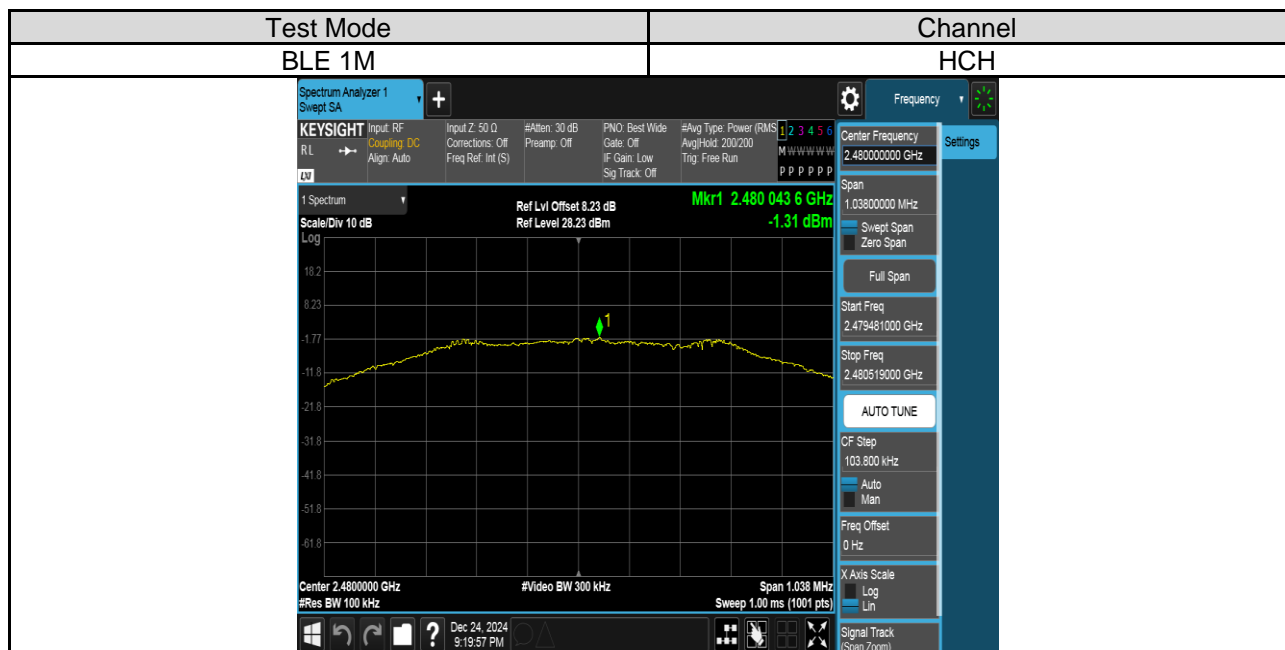 Test Mode
Channel
BLE 1M
HCH
Spectrum Analyzer 1
Swept SA
+
Frequency
KEYSIGHT
RL
LXI
Input: RF
Coupling: DC
Align: Auto
Input Z: 50 Ω
Corrections: Off
Freq Ref: Int (S)
#Atten: 30 dB
Preamp: Off
PNO: Best Wide
Gate: Off
IF Gain: Low
Sig Track: Off
#Avg Type: Power (RMS
Avg|Hold: 200/200
Trig: Free Run
1 2 3 4 5 6
M W W W W W
P P P P P P
1 Spectrum
Scale/Div 10 dB
Log
Ref Lvl Offset 8.23 dB
Ref Level 28.23 dBm
Mkr1 2.480 043 6 GHz
-1.31 dBm
18.2
8.23
-1.77
-11.8
-21.8
-31.8
-41.8
-51.8
-61.8
1
Center 2.4800000 GHz
#Res BW 100 kHz
#Video BW 300 kHz
Span 1.038 MHz
Sweep 1.00 ms (1001 pts)
?
Dec 24, 2024
9:19:57 PM
Center Frequency
2.480000000 GHz
Settings
Span
1.03800000 MHz
Swept Span
Zero Span
Full Span
Start Freq
2.479481000 GHz
Stop Freq
2.480519000 GHz
AUTO TUNE
CF Step
103.800 kHz
Auto
Man
Freq Offset
0 Hz
X Axis Scale
Log
Lin
Signal Track
(Span Zoom)